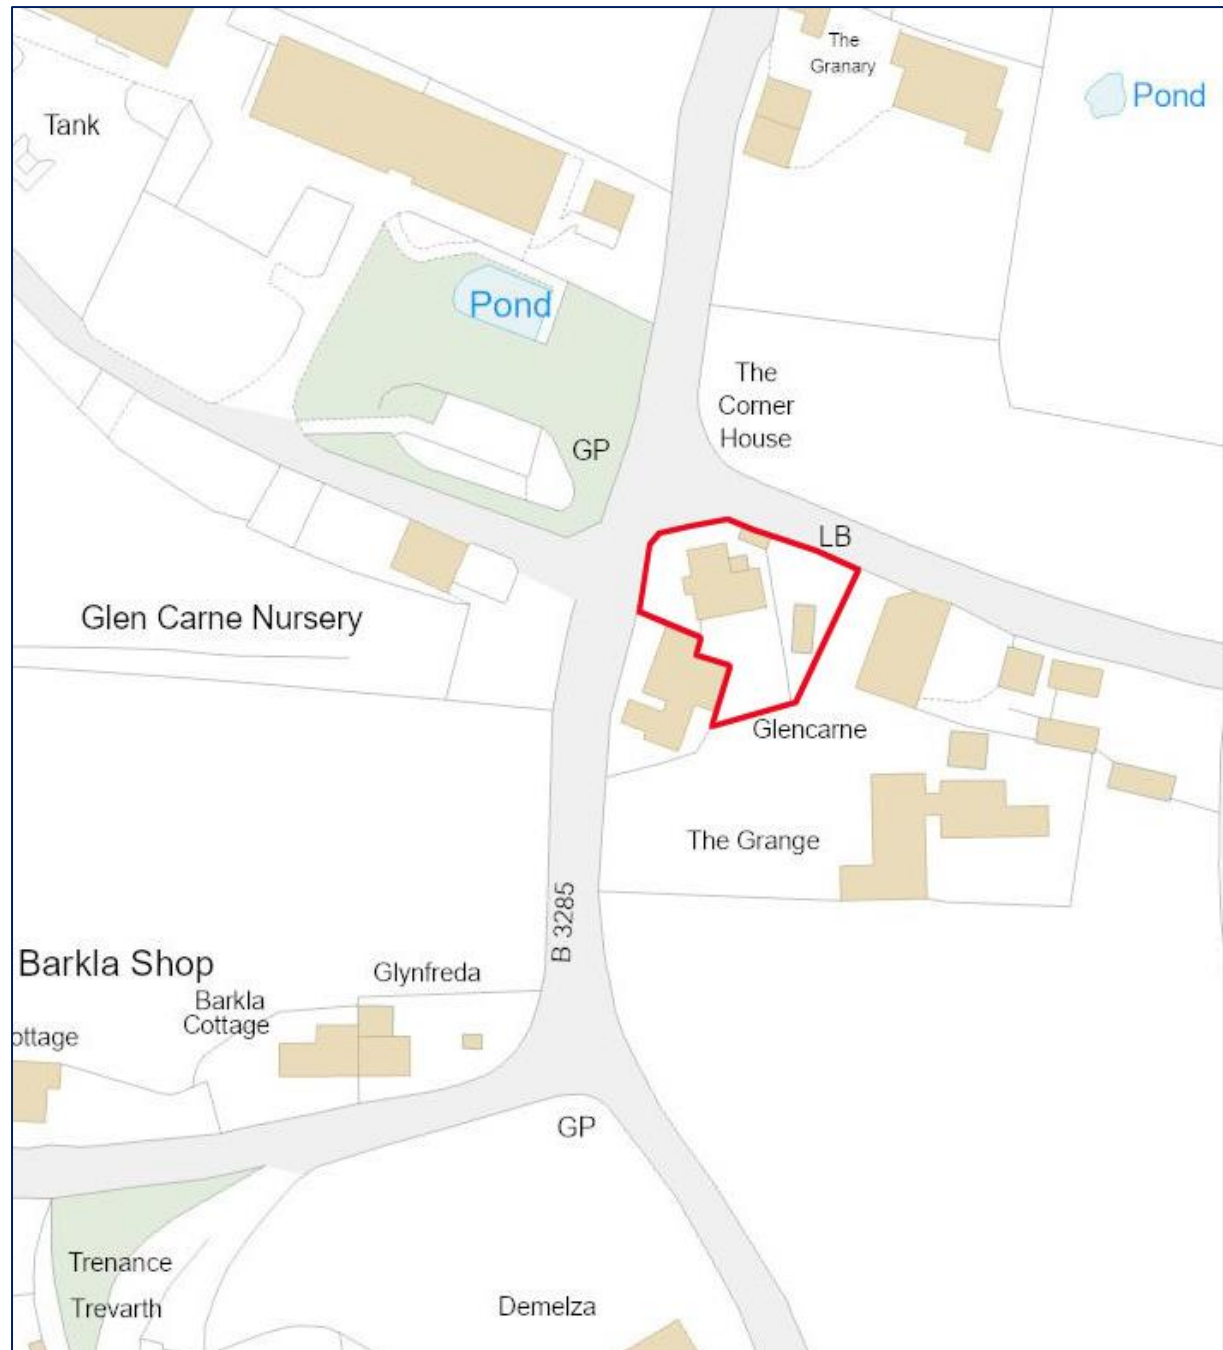 The
Granary
Pond
Tank
Pond
The
Corner
House
GP
LB
Glen Carne Nursery
Glencarne
The Grange
B 3285
Barkla Shop
Glynfreda
Barkla
Cottage
ottage
GP
Trenance
Trevarth
Demelza